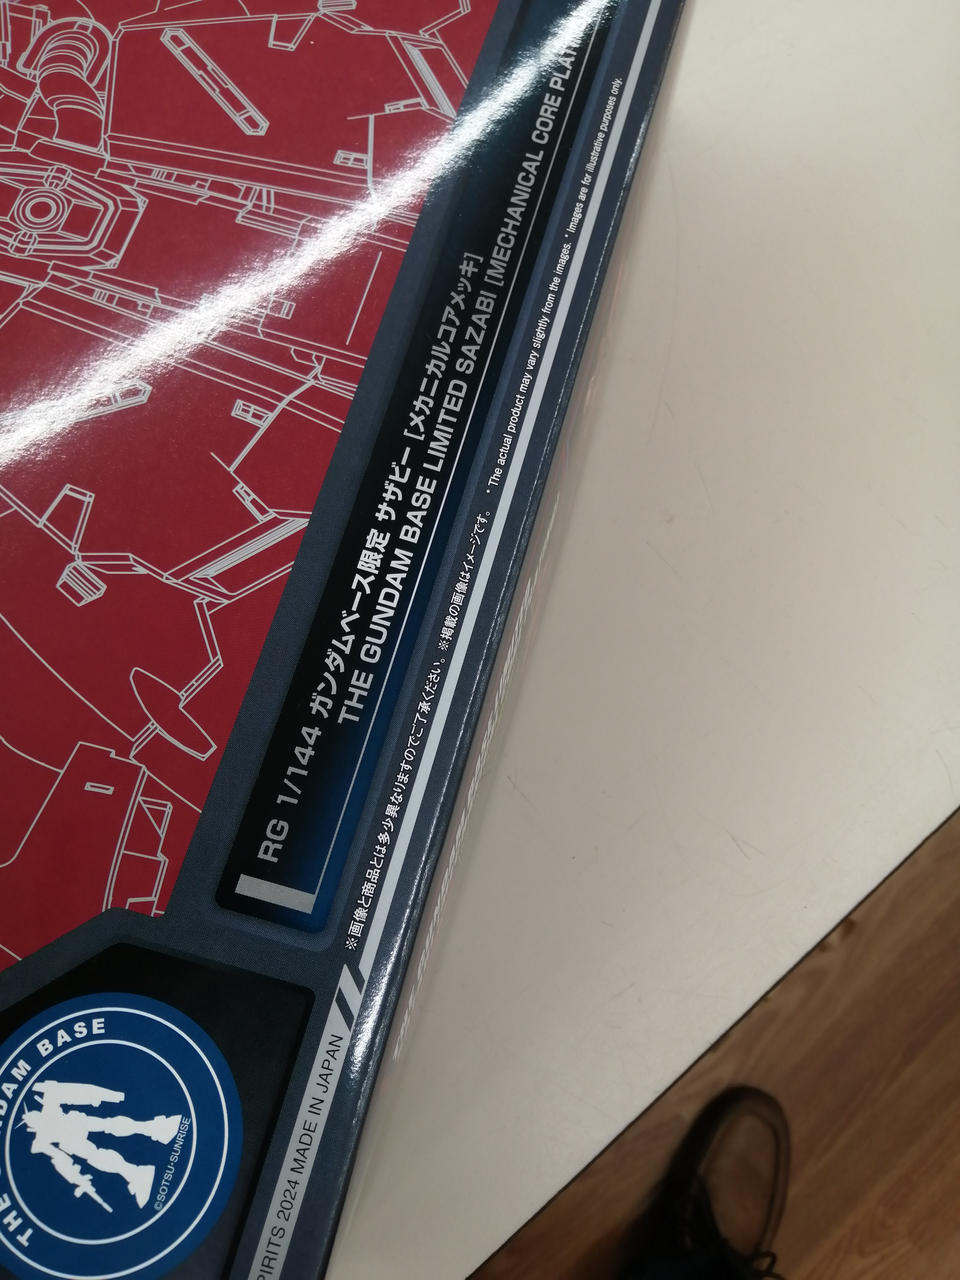 RG 1/144 ガンダムベース限定 サザビー [メカニカルコアメッキ]
THE GUNDAM BASE LIMITED SAZABI [MECHANICAL CORE
※画像と商品とは多少異なりますのでご了承ください。※掲載の画像はイメージです。 * The actual product may vary slightly from the images. * Images are for illustrative purposes only.
BASE
©SOTSU·SUNRISE
2024 MADE IN JAPAN